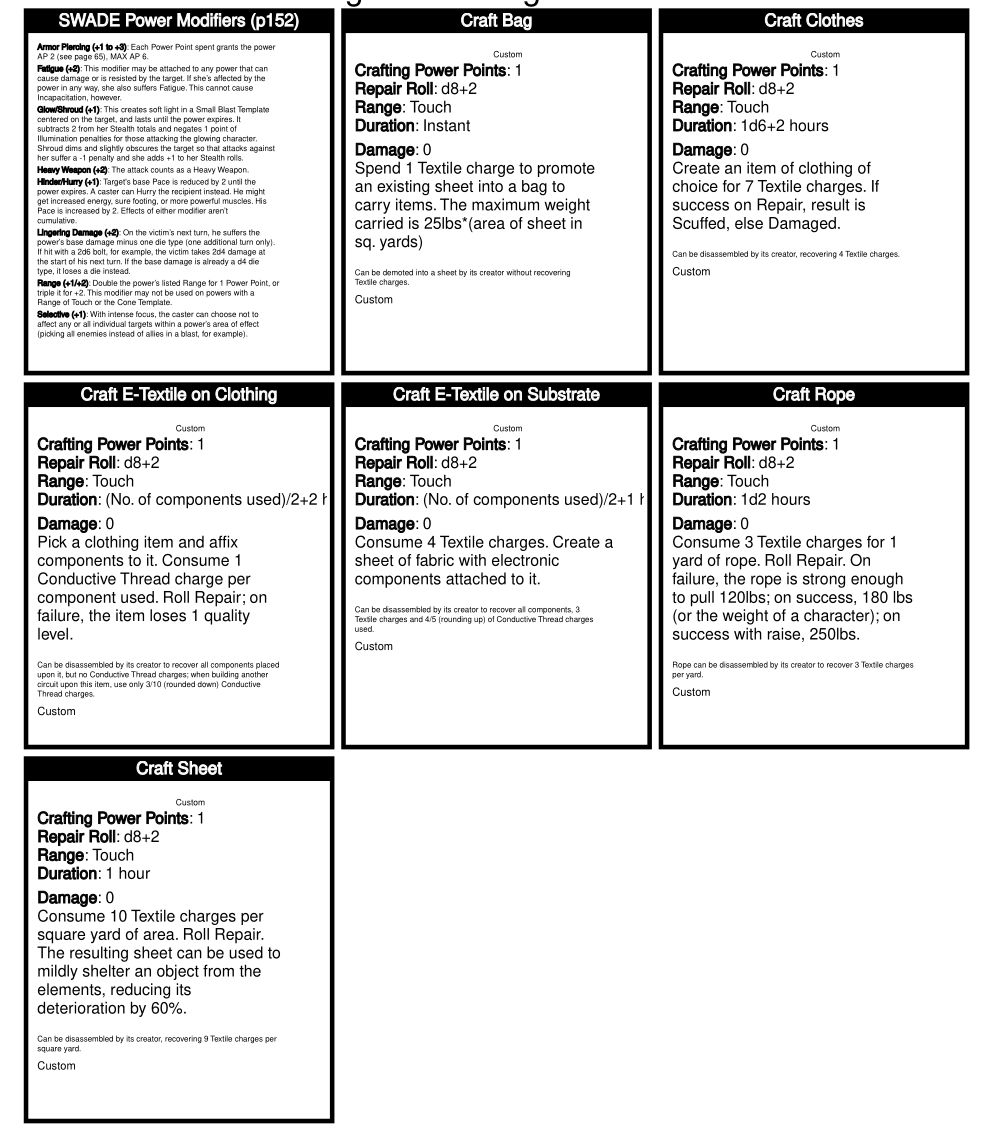 SWADE Power Modifiers (p152)
Armor Piercing (+1 to +3): Each Power Point spent grants the power
AP 2 (see page 65), MAX AP 6.
Fatigue (+2): This modifier may be attached to any power that can
cause damage or is resisted by the target. If she's affected by the
power in any way, she also suffers Fatigue. This cannot cause
Incapacitation, however.
Glow/Shroud (+1): This creates soft light in a Small Blast Template
centered on the target, and lasts until the power expires. It
subtracts 2 from her Stealth totals and negates 1 point of
Illumination penalties for those attacking the glowing character.
Shroud dims and slightly obscures the target so that attacks against
her suffer a -1 penalty and she adds +1 to her Stealth rolls.
Heavy Weapon (+2): The attack counts as a Heavy Weapon.
Hinder/Hurry (+1): Target's base Pace is reduced by 2 until the
power expires. A caster can Hurry the recipient instead. He might
get increased energy, sure footing, or more powerful muscles. His
Pace is increased by 2. Effects of either modifier aren't
cumulative.
Lingering Damage (+2): On the victim's next turn, he suffers the
power's base damage minus one die type (one additional turn only).
If hit with a 2d6 bolt, for example, the victim takes 2d4 damage at
the start of his next turn. If the base damage is already a d4 die
type, it loses a die instead.
Range (+1/+2): Double the power's listed Range for 1 Power Point, or
triple it for +2. This modifier may not be used on powers with a
Range of Touch or the Cone Template.
Selective (+1): With intense focus, the caster can choose not to
affect any or all individual targets within a power's area of effect
(picking all enemies instead of allies in a blast, for example).
Craft Bag
Custom
Crafting Power Points: 1
Repair Roll: d8+2
Range: Touch
Duration: Instant
Damage: 0
Spend 1 Textile charge to promote
an existing sheet into a bag to
carry items. The maximum weight
carried is 25lbs*(area of sheet in
sq. yards)
Can be demoted into a sheet by its creator without recovering
Textile charges.
Custom
Craft Clothes
Custom
Crafting Power Points: 1
Repair Roll: d8+2
Range: Touch
Duration: 1d6+2 hours
Damage: 0
Create an item of clothing of
choice for 7 Textile charges. If
success on Repair, result is
Scuffed, else Damaged.
Can be disassembled by its creator, recovering 4 Textile charges.
Custom
Craft E-Textile on Clothing
Custom
Crafting Power Points: 1
Repair Roll: d8+2
Range: Touch
Duration: (No. of components used)/2+2 h
Damage: 0
Pick a clothing item and affix
components to it. Consume 1
Conductive Thread charge per
component used. Roll Repair; on
failure, the item loses 1 quality
level.
Can be disassembled by its creator to recover all components placed
upon it, but no Conductive Thread charges; when building another
circuit upon this item, use only 3/10 (rounded down) Conductive
Thread charges.
Custom
Craft E-Textile on Substrate
Custom
Crafting Power Points: 1
Repair Roll: d8+2
Range: Touch
Duration: (No. of components used)/2+1 h
Damage: 0
Consume 4 Textile charges. Create a
sheet of fabric with electronic
components attached to it.
Can be disassembled by its creator to recover all components, 3
Textile charges and 4/5 (rounding up) of Conductive Thread charges
used.
Custom
Craft Rope
Custom
Crafting Power Points: 1
Repair Roll: d8+2
Range: Touch
Duration: 1d2 hours
Damage: 0
Consume 3 Textile charges for 1
yard of rope. Roll Repair. On
failure, the rope is strong enough
to pull 120lbs; on success, 180 lbs
(or the weight of a character); on
success with raise, 250lbs.
Rope can be disassembled by its creator to recover 3 Textile charges
per yard.
Custom
Craft Sheet
Custom
Crafting Power Points: 1
Repair Roll: d8+2
Range: Touch
Duration: 1 hour
Damage: 0
Consume 10 Textile charges per
square yard of area. Roll Repair.
The resulting sheet can be used to
mildly shelter an object from the
elements, reducing its
deterioration by 60%.
Can be disassembled by its creator, recovering 9 Textile charges per
square yard.
Custom